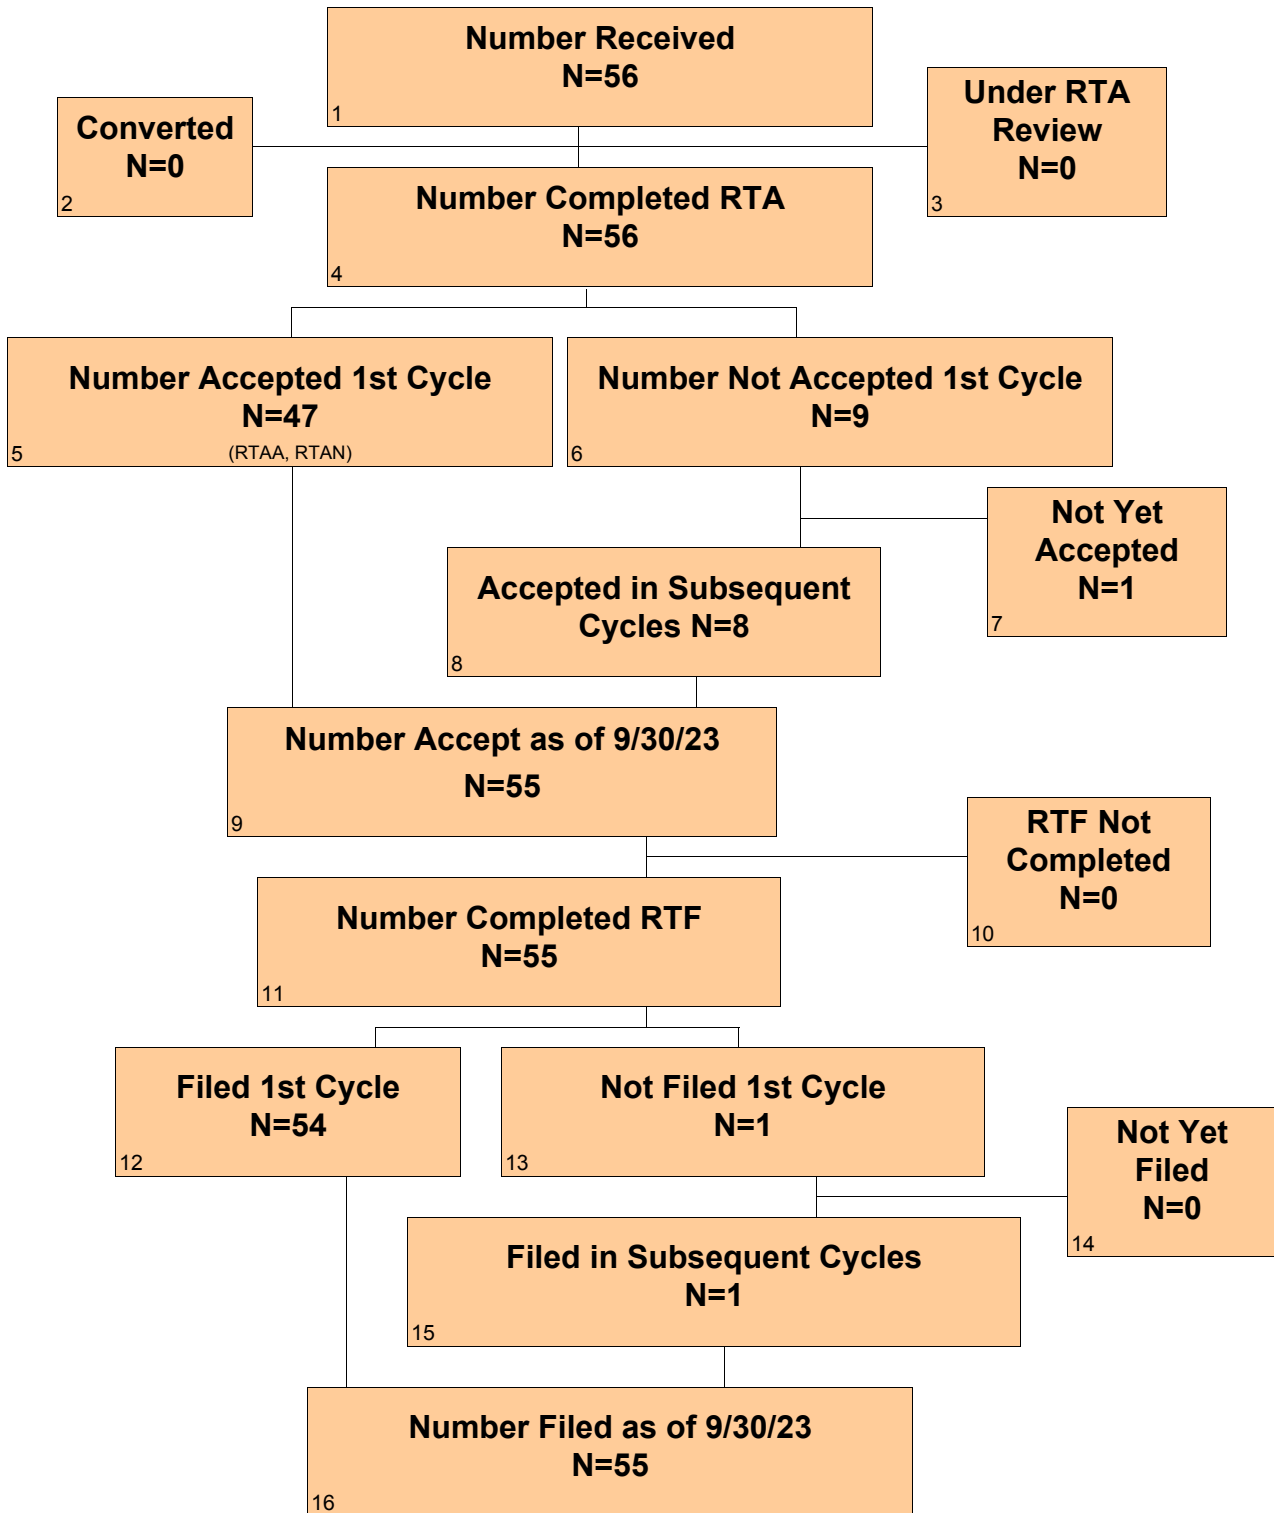 Number Received
N=56
1
Converted
N=0
2
Under RTA
Review
N=0
3
Number Completed RTA
N=56
4
Number Accepted 1st Cycle
N=47
(RTAA, RTAN)
5
Number Not Accepted 1st Cycle
N=9
6
Not Yet
Accepted
N=1
7
Accepted in Subsequent
Cycles N=8
8
Number Accept as of 9/30/23
N=55
9
RTF Not
Completed
N=0
10
Number Completed RTF
N=55
11
Filed 1st Cycle
N=54
12
Not Filed 1st Cycle
N=1
13
Not Yet
Filed
N=0
14
Filed in Subsequent Cycles
N=1
15
Number Filed as of 9/30/23
N=55
16